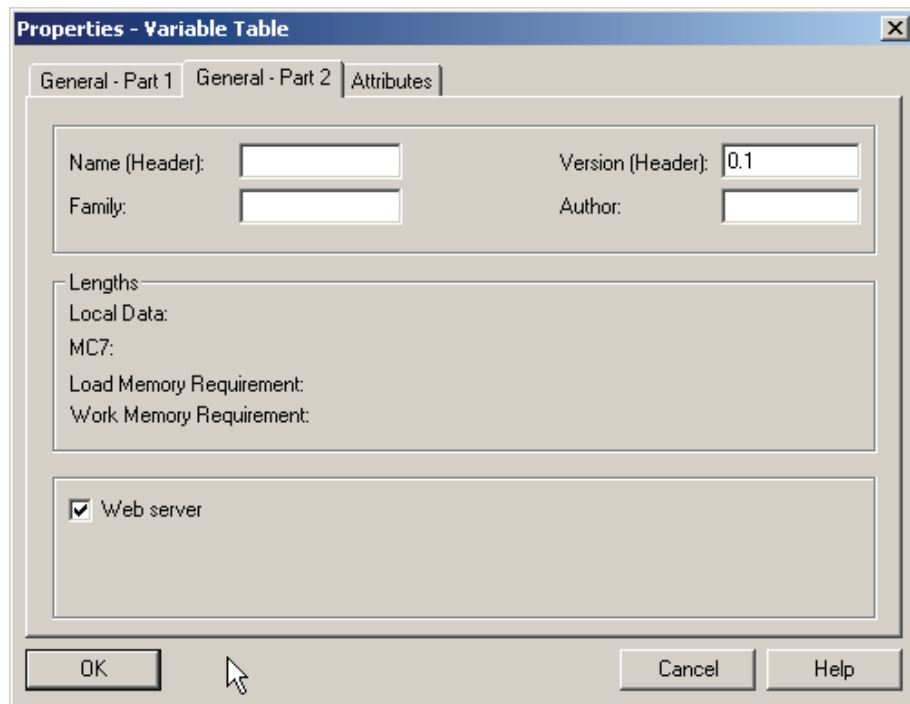 Properties - Variable Table
General - Part 1 General - Part 2 Attributes
Name (Header): Version (Header): 0.1
Family: Author:
Lengths
Local Data:
MC7:
Load Memory Requirement:
Work Memory Requirement:
Web server
OK Cancel Help